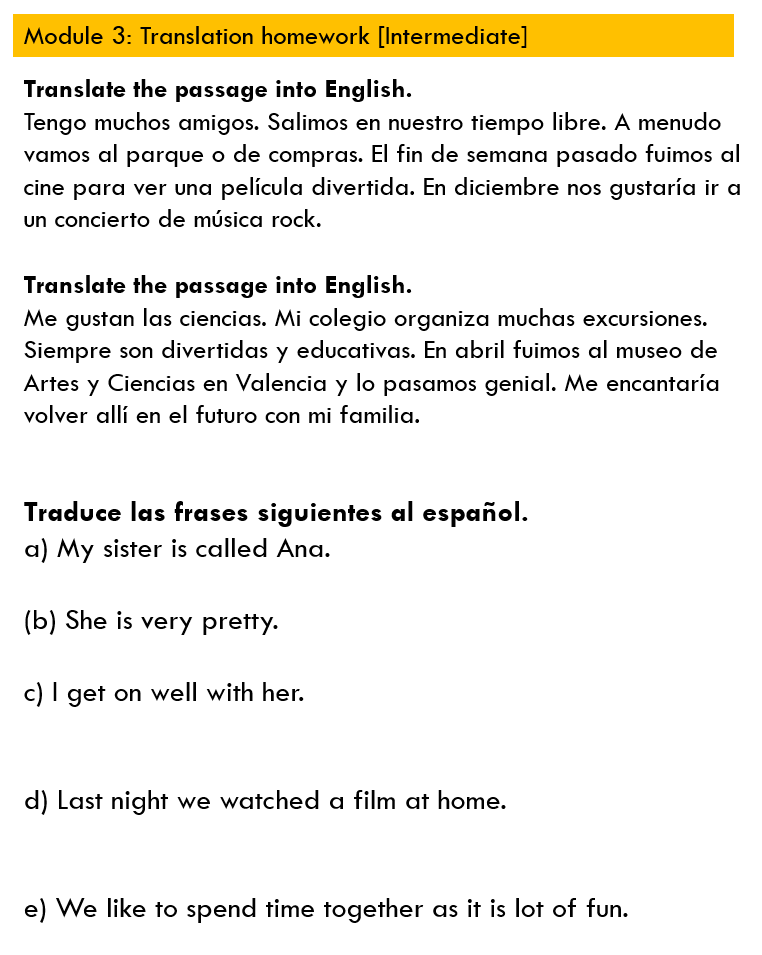 Module 3: Translation homework [Intermediate]
Translate the passage into English.
Tengo muchos amigos. Salimos en nuestro tiempo libre. A menudo
vamos al parque o de compras. El fin de semana pasado fuimos al
cine para ver una película divertida. En diciembre nos gustaría ir a
un concierto de música rock.
Translate the passage into English.
Me gustan las ciencias. Mi colegio organiza muchas excursiones.
Siempre son divertidas y educativas. En abril fuimos al museo de
Artes y Ciencias en Valencia y lo pasamos genial. Me encantaría
volver allí en el futuro con mi familia.
Traduce las frases siguientes al español.
a) My sister is called Ana.
(b) She is very pretty.
c) I get on well with her.
d) Last night we watched a film at home.
e) We like to spend time together as it is lot of fun.